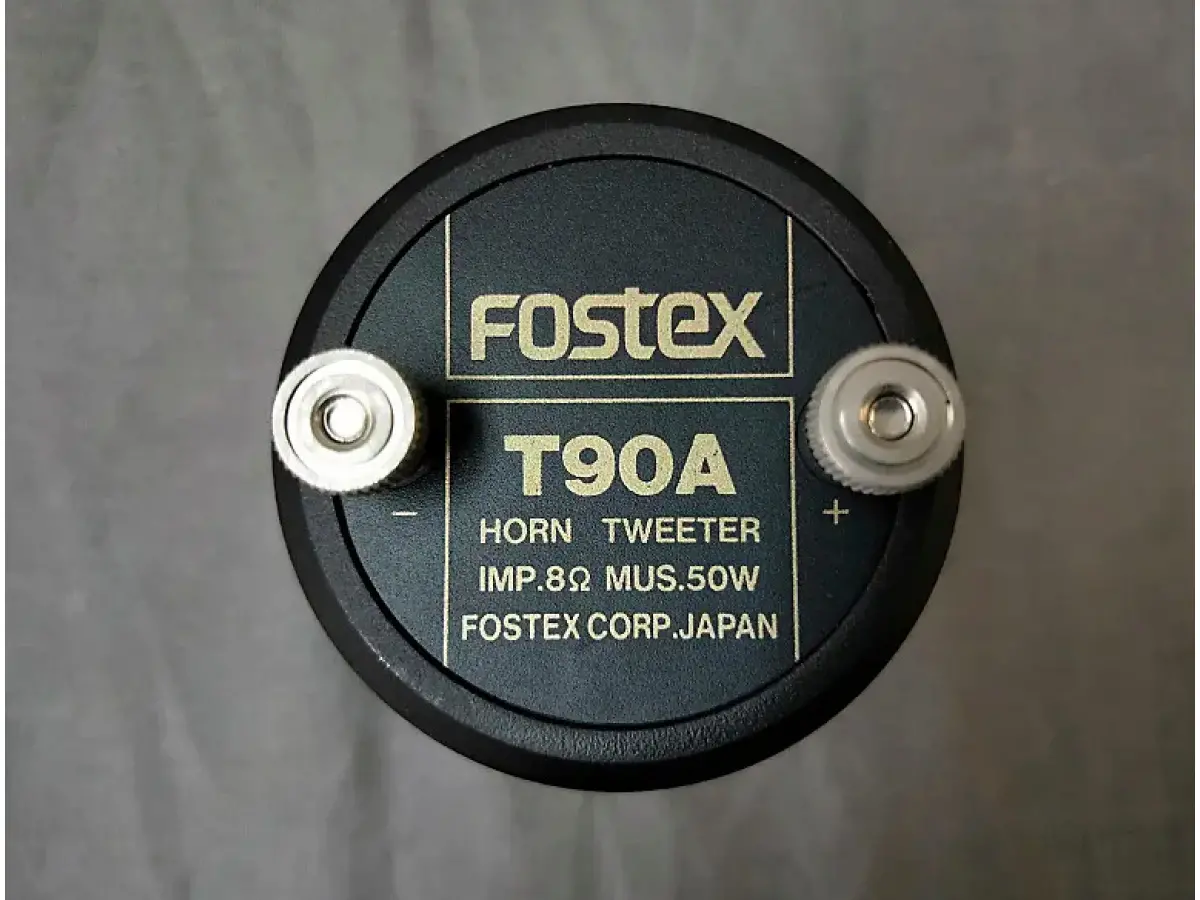 Fostex
T90A
− +
HORN TWEETER
IMP.8Ω MUS.50W
FOSTEX CORP.JAPAN